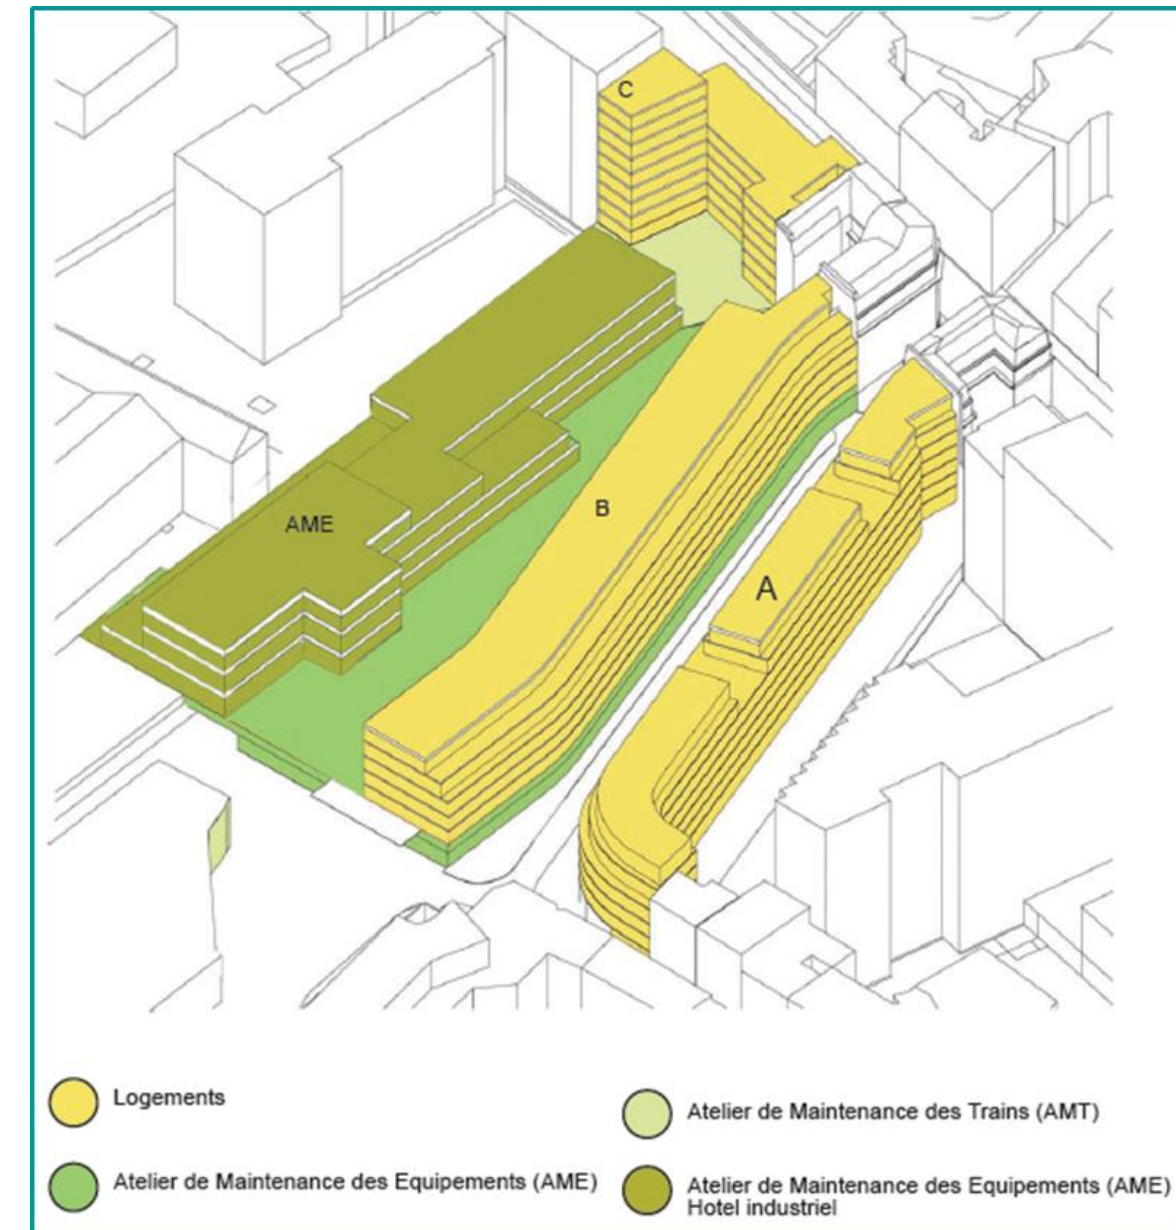 C
AME
B
A
Logements
Atelier de Maintenance des Trains (AMT)
Atelier de Maintenance des Equipements (AME)
Atelier de Maintenance des Equipements (AME)
Hotel industriel